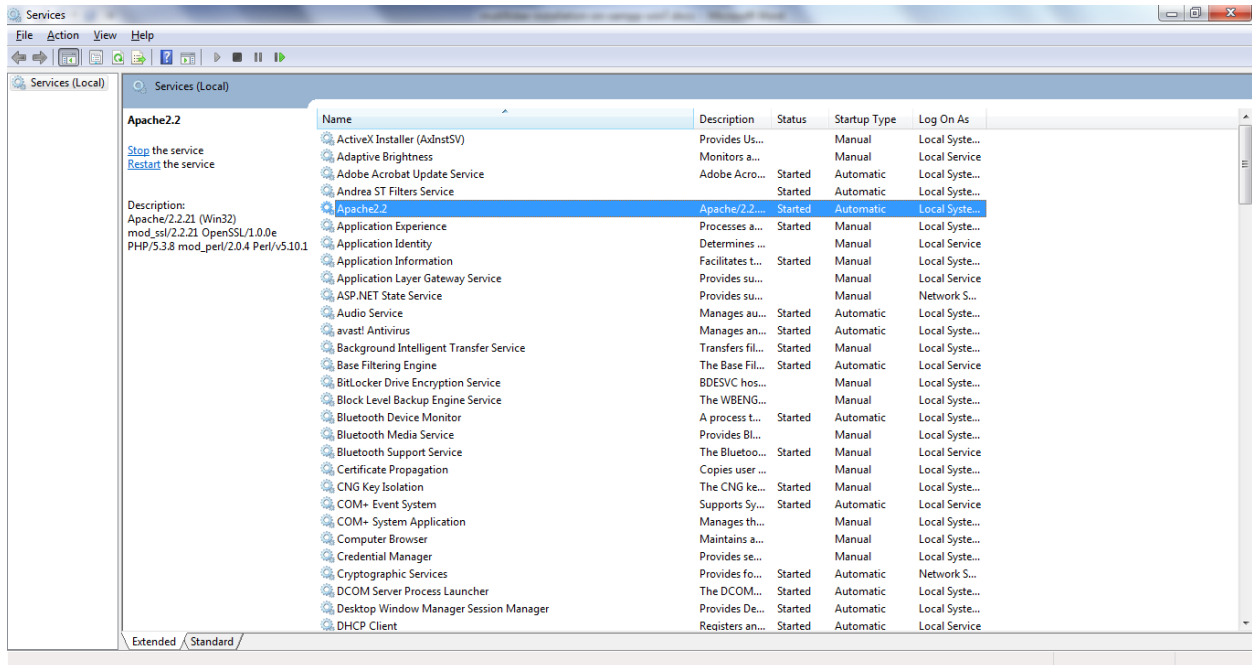 Services
File Action View Help
Services (Local)
Services (Local)
Apache2.2
Stop the service
Restart the service
Description:
Apache/2.2.21 (Win32)
mod_ssl/2.2.21 OpenSSL/1.0.0e
PHP/5.3.8 mod_perl/2.0.4 Perl/v5.10.1
Name Description Status Startup Type Log On As
ActiveX Installer (AxInstSV) Provides Us... Manual Local Syste...
Adaptive Brightness Monitors a... Manual Local Service
Adobe Acrobat Update Service Adobe Acro... Started Automatic Local Syste...
Andrea ST Filters Service Started Automatic Local Syste...
Apache2.2 Apache/2.2.... Started Automatic Local Syste...
Application Experience Processes a... Started Manual Local Syste...
Application Identity Determines ... Manual Local Service
Application Information Facilitates t... Started Manual Local Syste...
Application Layer Gateway Service Provides su... Manual Local Service
ASP.NET State Service Provides su... Manual Network S...
Audio Service Manages au... Started Automatic Local Syste...
avast! Antivirus Manages an... Started Automatic Local Syste...
Background Intelligent Transfer Service Transfers fil... Started Manual Local Syste...
Base Filtering Engine The Base Fil... Started Automatic Local Service
BitLocker Drive Encryption Service BDESVC hos... Manual Local Syste...
Block Level Backup Engine Service The WBENG... Manual Local Syste...
Bluetooth Device Monitor A process t... Started Automatic Local Syste...
Bluetooth Media Service Provides Bl... Manual Local Syste...
Bluetooth Support Service The Bluetoo... Started Manual Local Service
Certificate Propagation Copies user ... Manual Local Syste...
CNG Key Isolation The CNG ke... Started Manual Local Syste...
COM+ Event System Supports Sy... Started Automatic Local Service
COM+ System Application Manages th... Manual Local Syste...
Computer Browser Maintains a... Manual Local Syste...
Credential Manager Provides se... Manual Local Syste...
Cryptographic Services Provides fo... Started Automatic Network S...
DCOM Server Process Launcher The DCOM... Started Automatic Local Syste...
Desktop Window Manager Session Manager Provides De... Started Automatic Local Syste...
DHCP Client Registers an... Started Automatic Local Service
Extended Standard